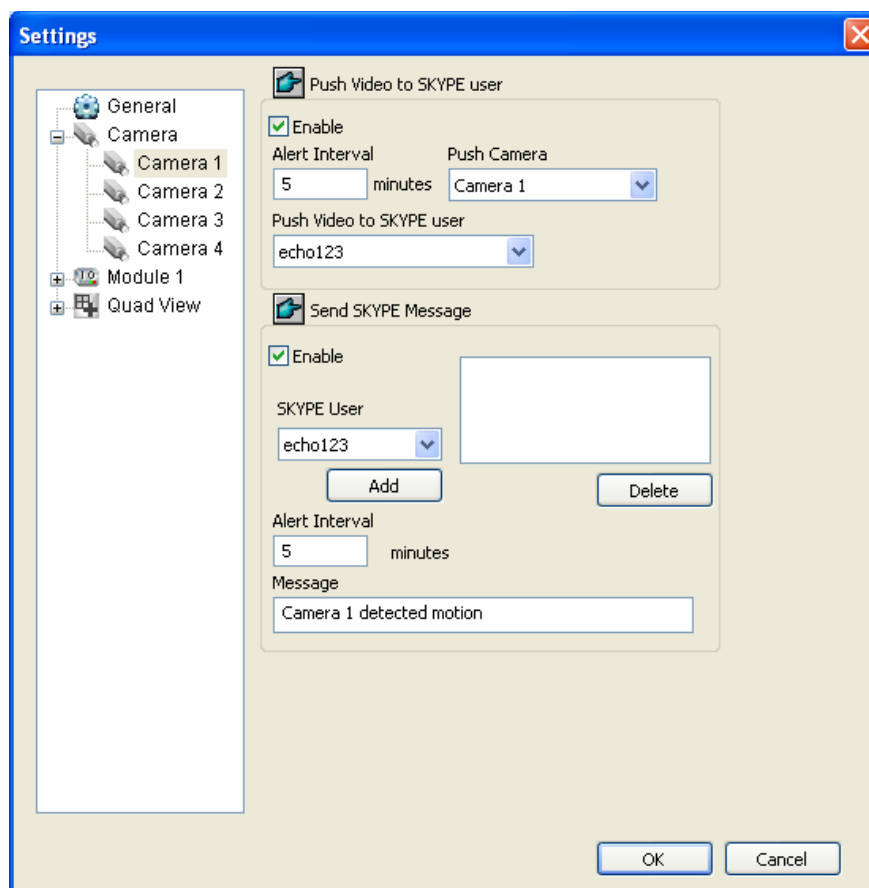 Settings
General
Camera
Camera 1
Camera 2
Camera 3
Camera 4
Module 1
Quad View
Push Video to SKYPE user
Enable
Alert Interval
Push Camera
5 minutes
Camera 1
Push Video to SKYPE user
echo123
Send SKYPE Message
Enable
SKYPE User
echo123
Add
Delete
Alert Interval
5 minutes
Message
Camera 1 detected motion
OK
Cancel